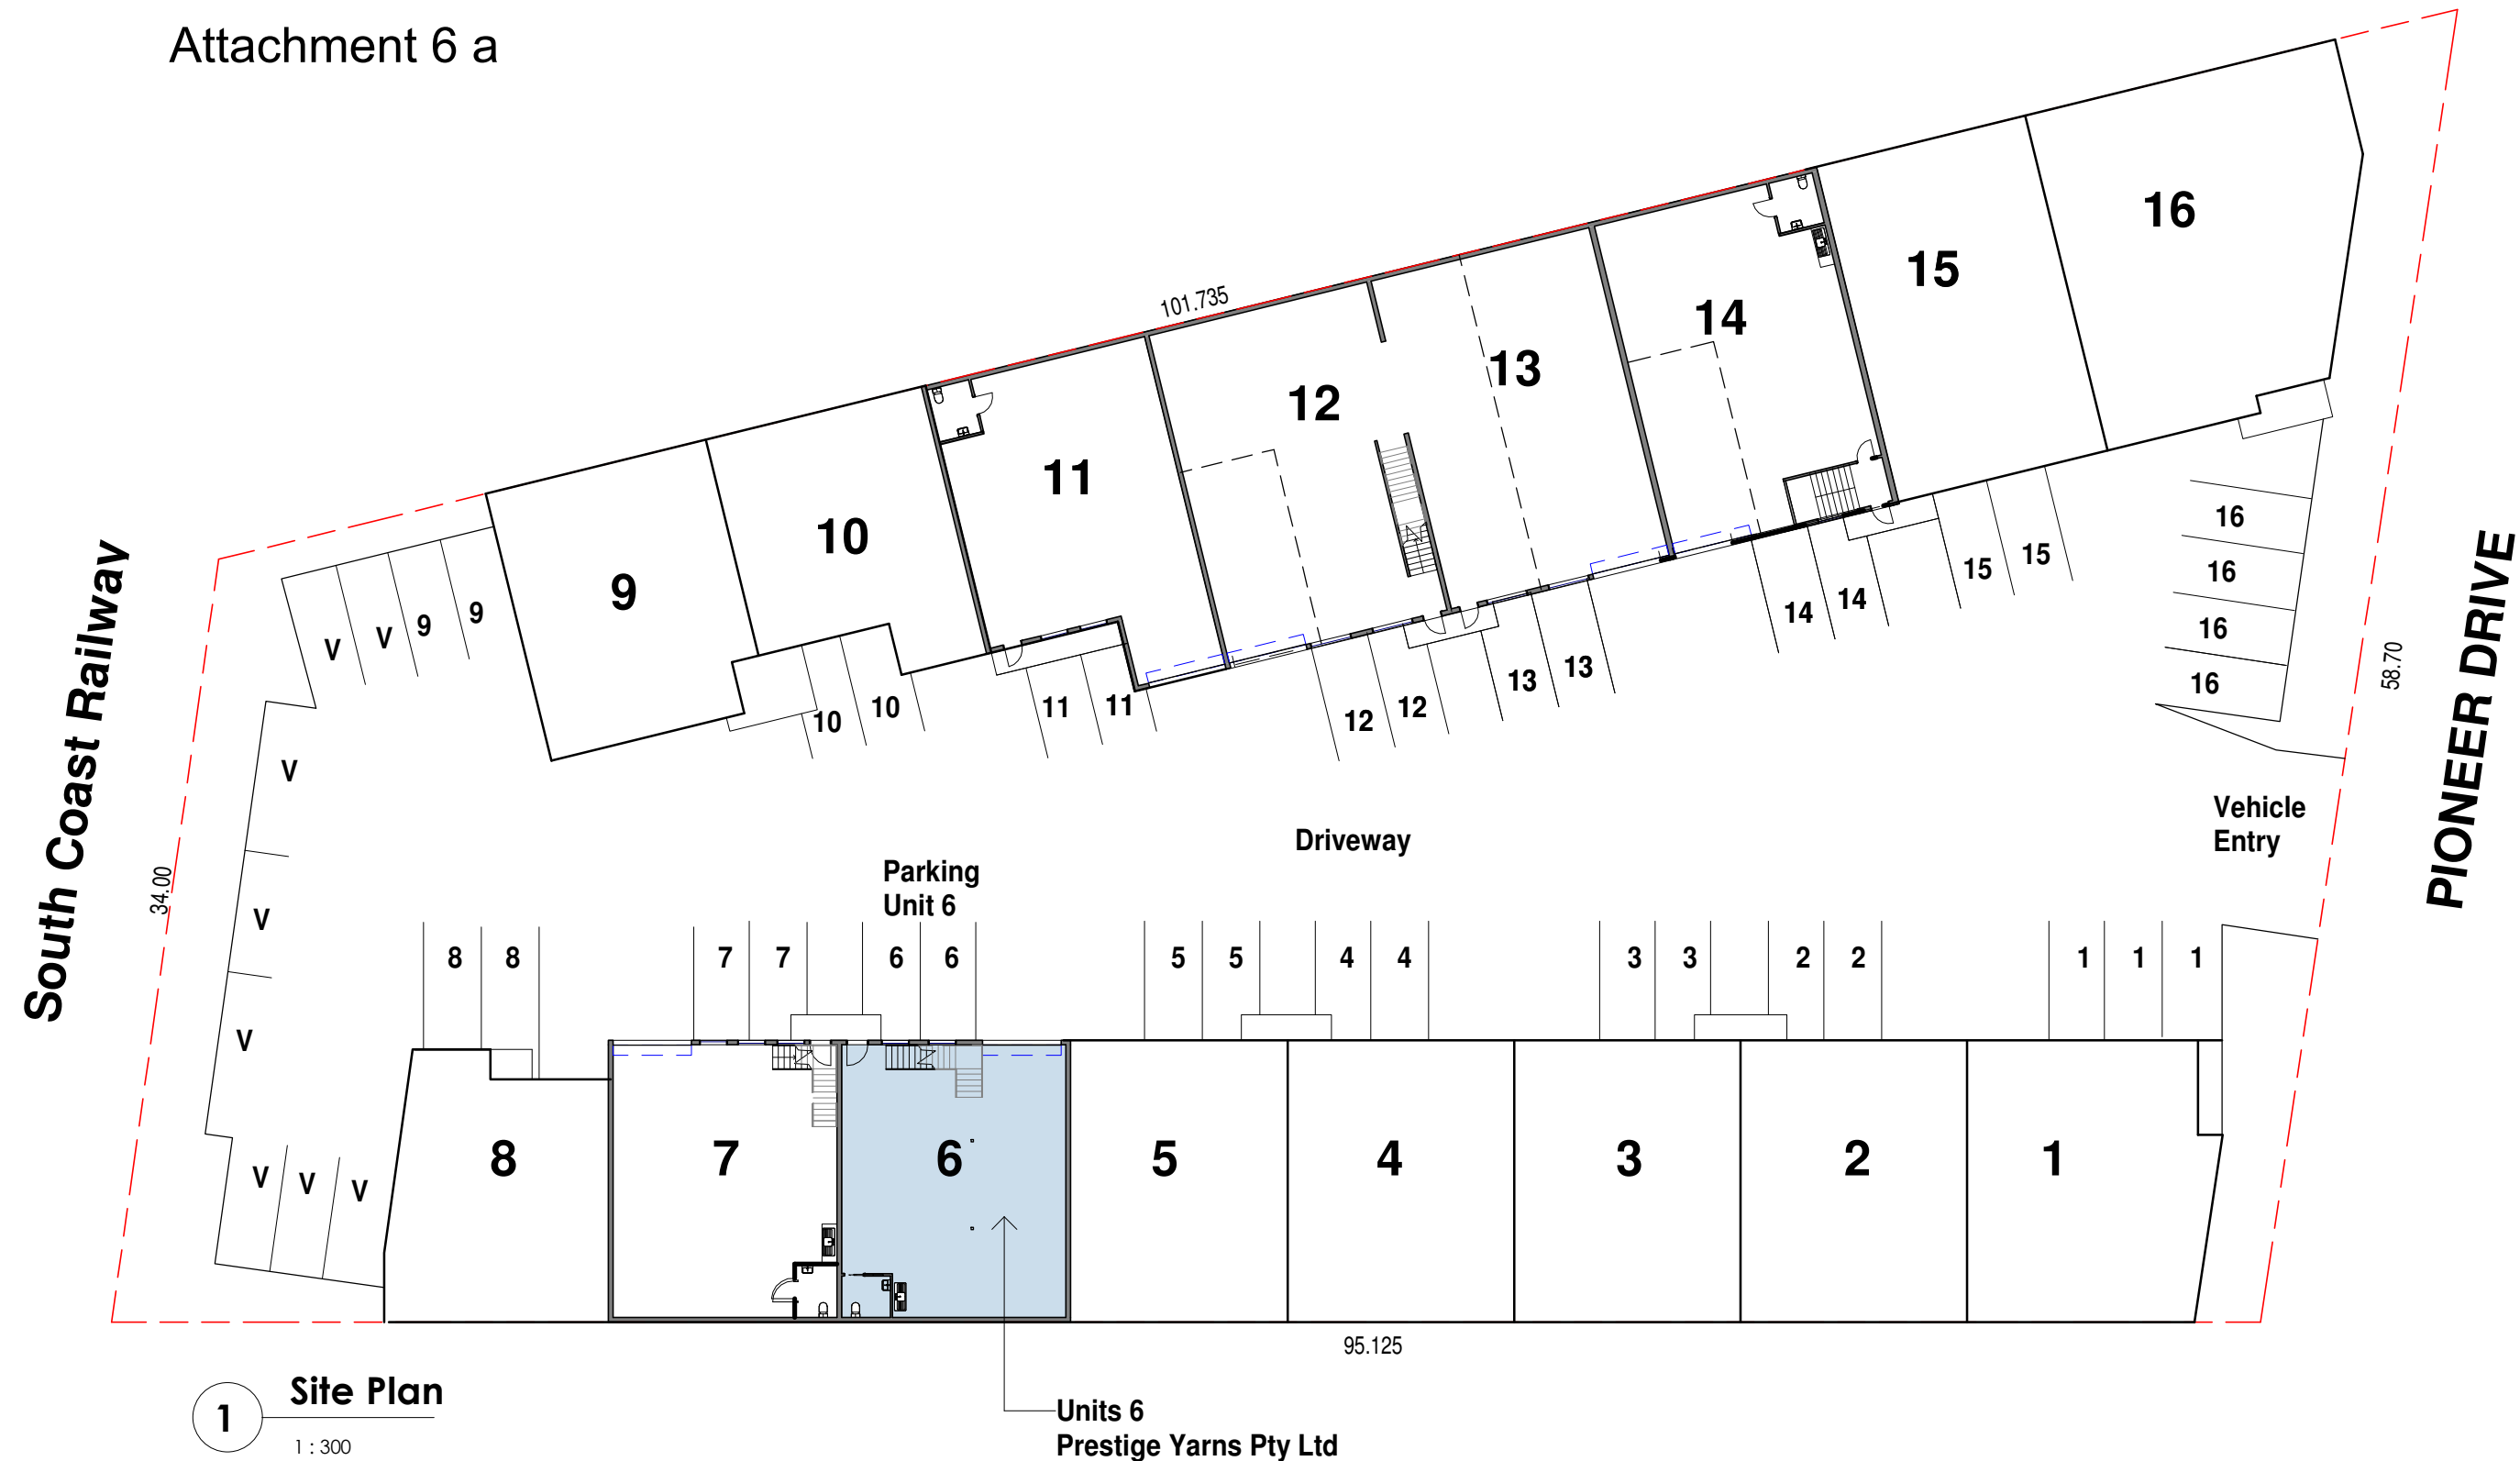 Attachment 6 a
16
15
14
13
12
11
10
9
101.735
South Coast Railway
PIONEER DRIVE
34.00
58.70
V
V
9
9
10
10
11
11
12
12
13
13
14
14
15
15
16
16
16
16
V
V
V
V
V
V
Vehicle
Entry
Driveway
Parking
Unit 6
8
8
7
7
6
6
5
5
4
4
3
3
2
2
1
1
1
8
7
6
5
4
3
2
1
95.125
1
Site Plan
1 : 300
Units 6
Prestige Yarns Pty Ltd